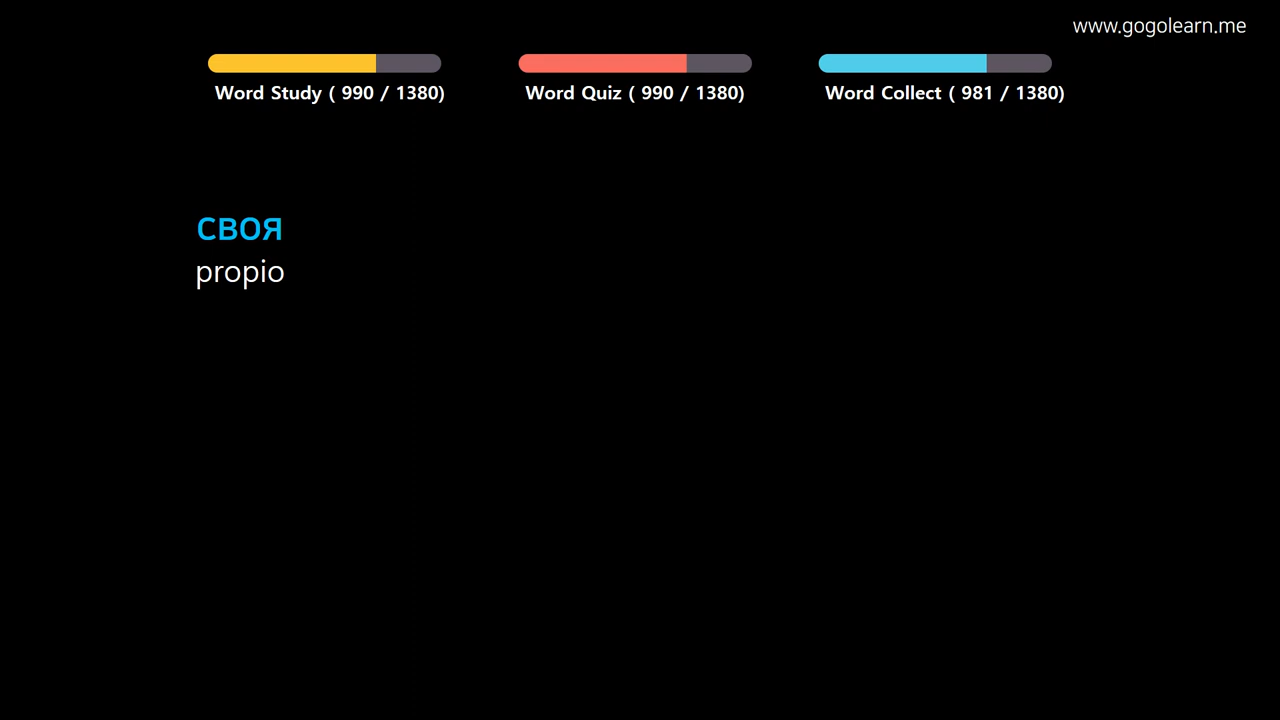 www.gogolearn.me
Word Study ( 990 / 1380)
Word Quiz ( 990 / 1380)
Word Collect ( 981 / 1380)
своя
propio